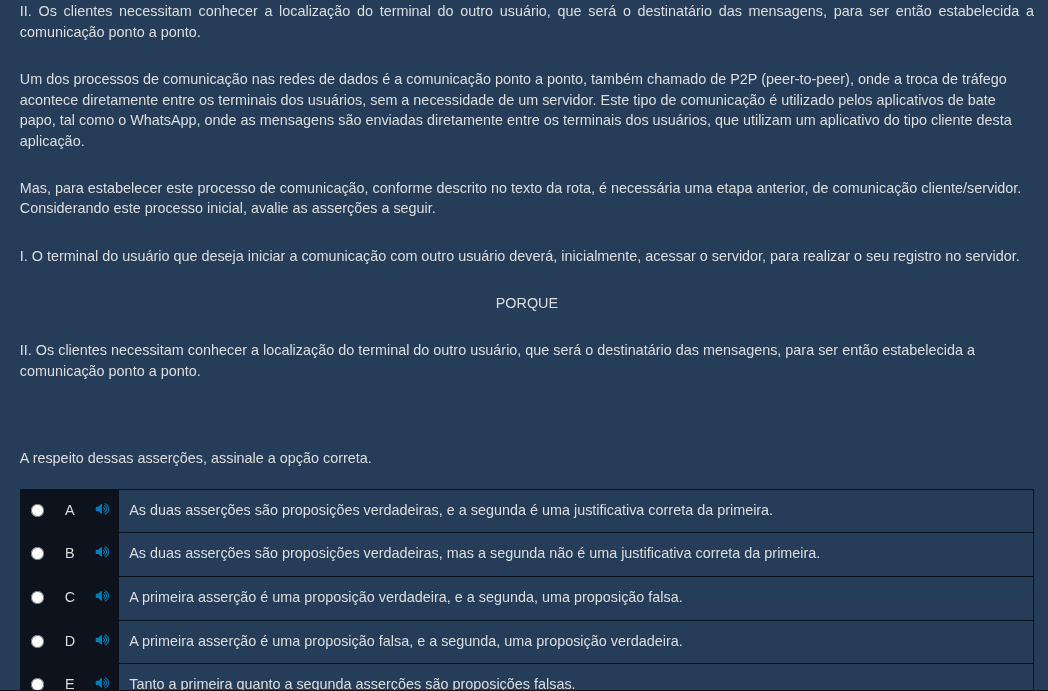 II. Os clientes necessitam conhecer a localização do terminal do outro usuário, que será o destinatário das mensagens, para ser então estabelecida a
comunicação ponto a ponto.
Um dos processos de comunicação nas redes de dados é a comunicação ponto a ponto, também chamado de P2P (peer-to-peer), onde a troca de tráfego
acontece diretamente entre os terminais dos usuários, sem a necessidade de um servidor. Este tipo de comunicação é utilizado pelos aplicativos de bate
papo, tal como o WhatsApp, onde as mensagens são enviadas diretamente entre os terminais dos usuários, que utilizam um aplicativo do tipo cliente desta
aplicação.
Mas, para estabelecer este processo de comunicação, conforme descrito no texto da rota, é necessária uma etapa anterior, de comunicação cliente/servidor.
Considerando este processo inicial, avalie as asserções a seguir.
I. O terminal do usuário que deseja iniciar a comunicação com outro usuário deverá, inicialmente, acessar o servidor, para realizar o seu registro no servidor.
PORQUE
II. Os clientes necessitam conhecer a localização do terminal do outro usuário, que será o destinatário das mensagens, para ser então estabelecida a
comunicação ponto a ponto.
A respeito dessas asserções, assinale a opção correta.
A As duas asserções são proposições verdadeiras, e a segunda é uma justificativa correta da primeira.
B As duas asserções são proposições verdadeiras, mas a segunda não é uma justificativa correta da primeira.
C A primeira asserção é uma proposição verdadeira, e a segunda, uma proposição falsa.
D A primeira asserção é uma proposição falsa, e a segunda, uma proposição verdadeira.
E Tanto a primeira quanto a segunda asserções são proposições falsas.